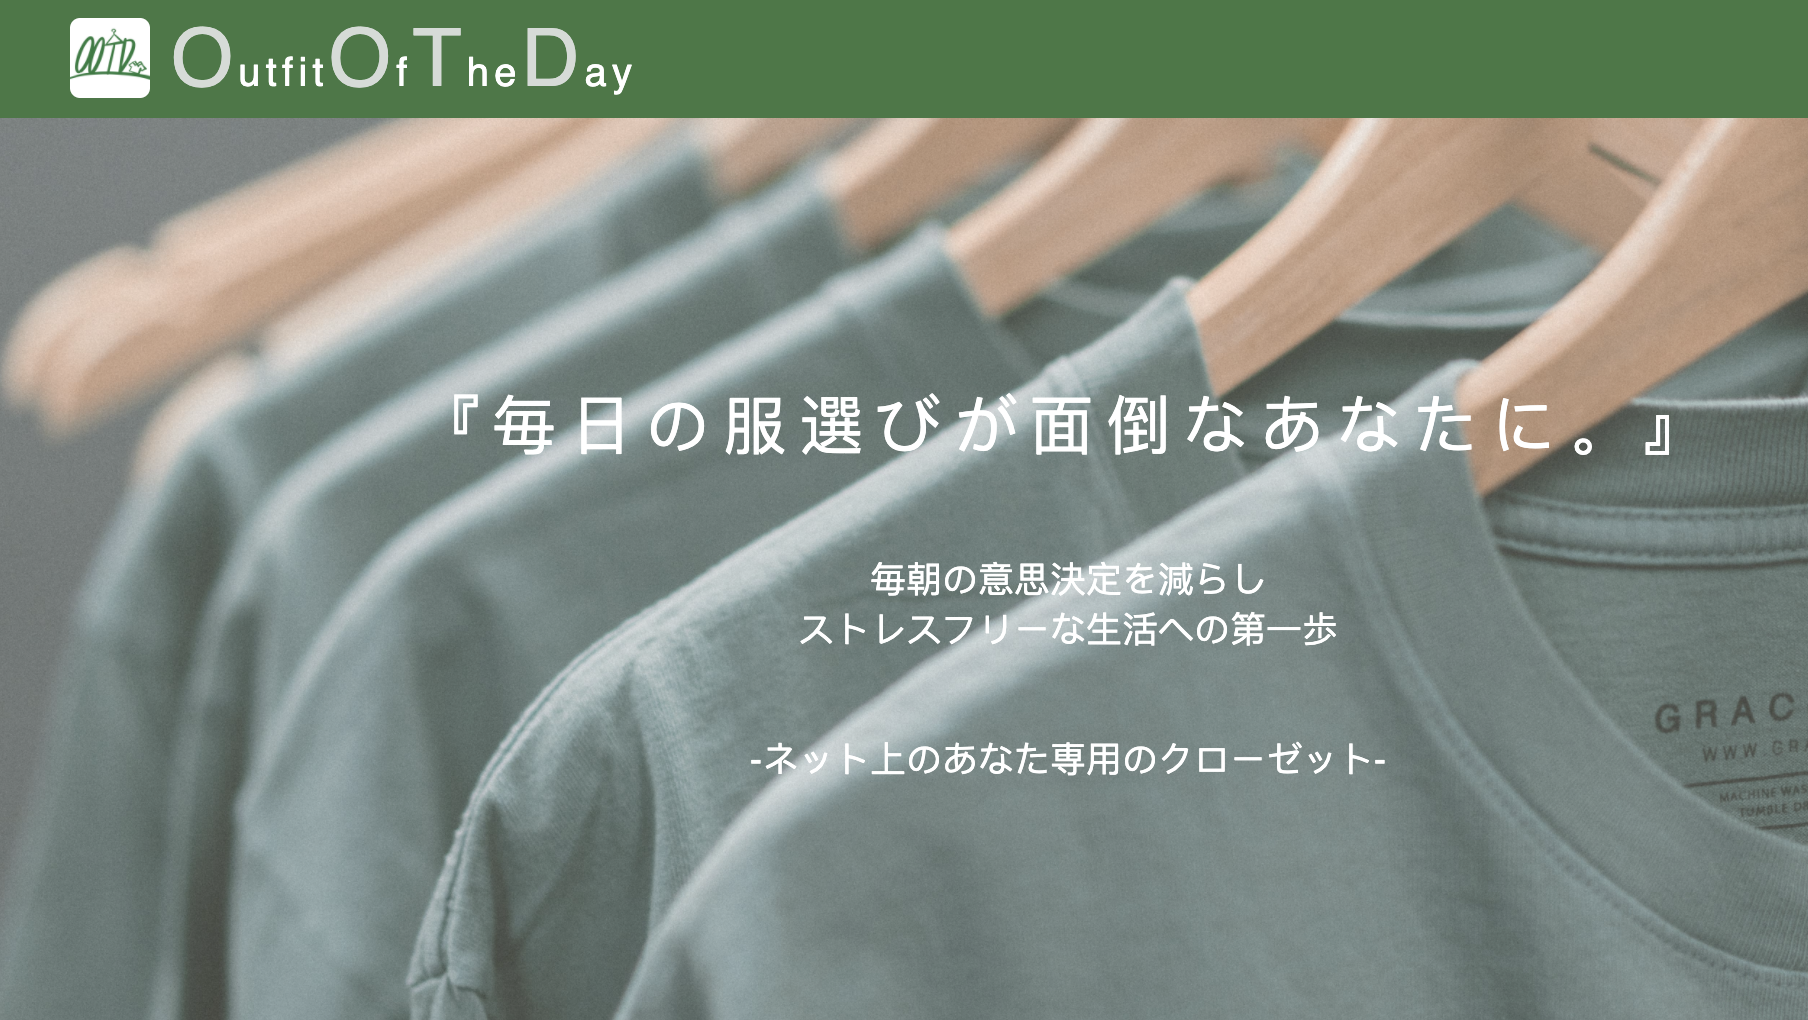 OOTD
OutfitOfTheDay
『毎日の服選びが面倒なあなたに。』
毎朝の意思決定を減らし
ストレスフリーな生活への第一歩
-ネット上のあなた専用のクローゼット-
GRAC
WWW.GRA
MACHINE WAS
TUMBLE DR